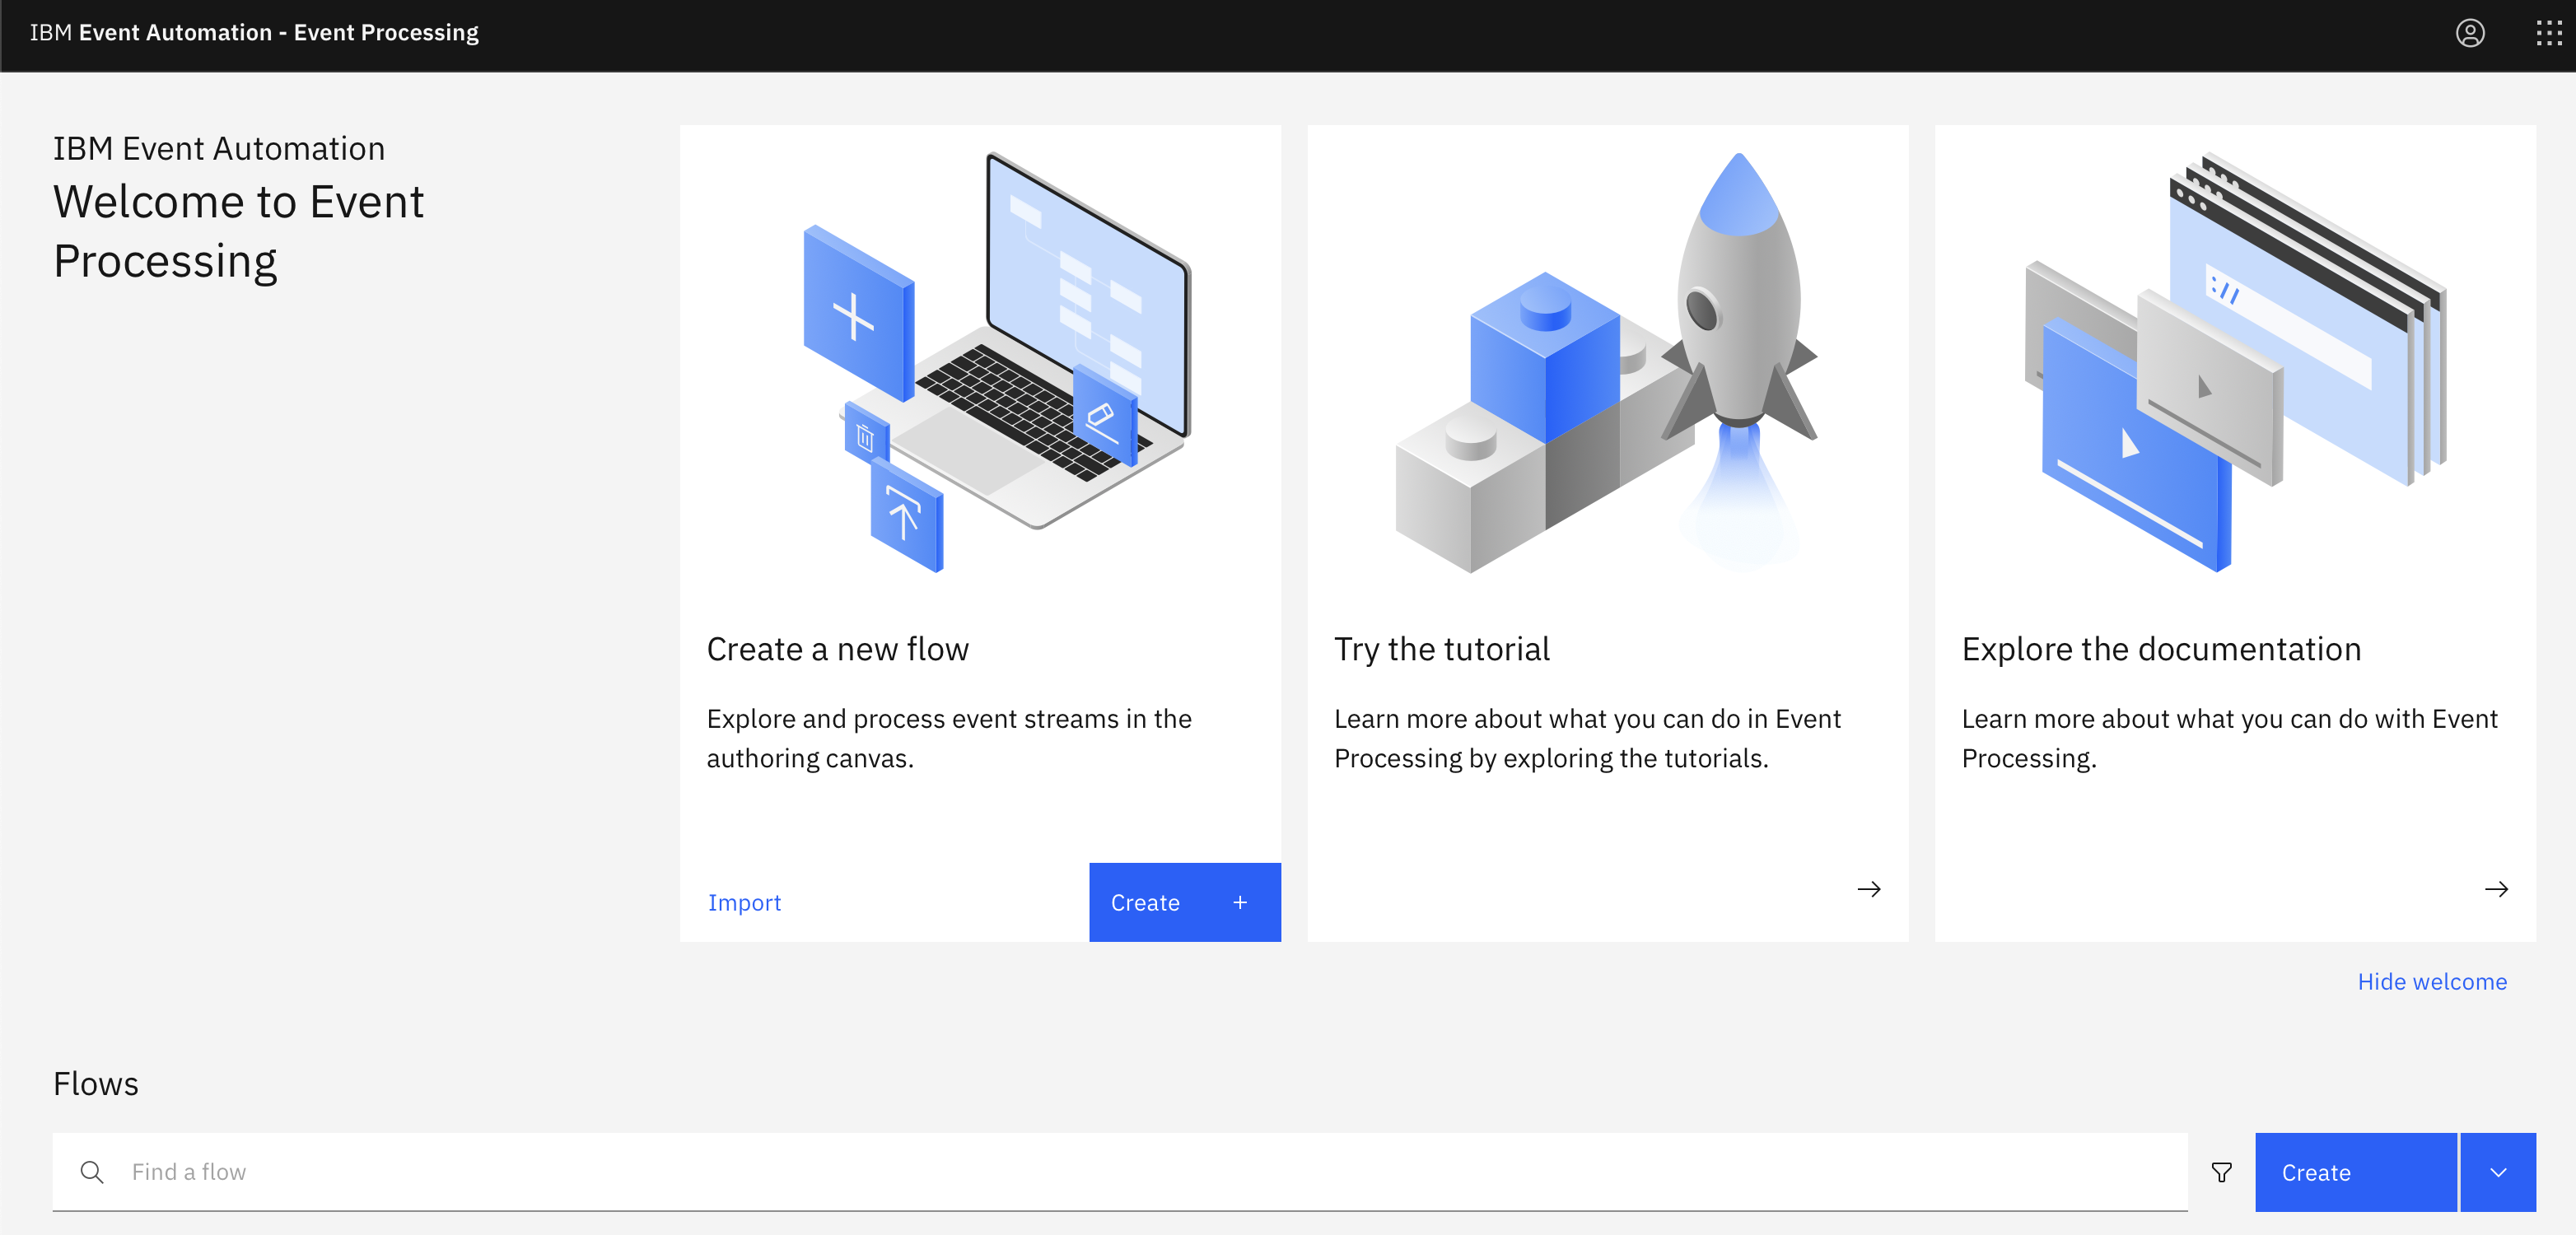 IBM Event Automation - Event Processing
IBM Event Automation
Welcome to Event
Processing
://
Create a new flow
Explore and process event streams in the
authoring canvas.
Import
Create
Try the tutorial
Learn more about what you can do in Event
Processing by exploring the tutorials.
Explore the documentation
Learn more about what you can do with Event
Processing.
Hide welcome
Flows
Find a flow
Create